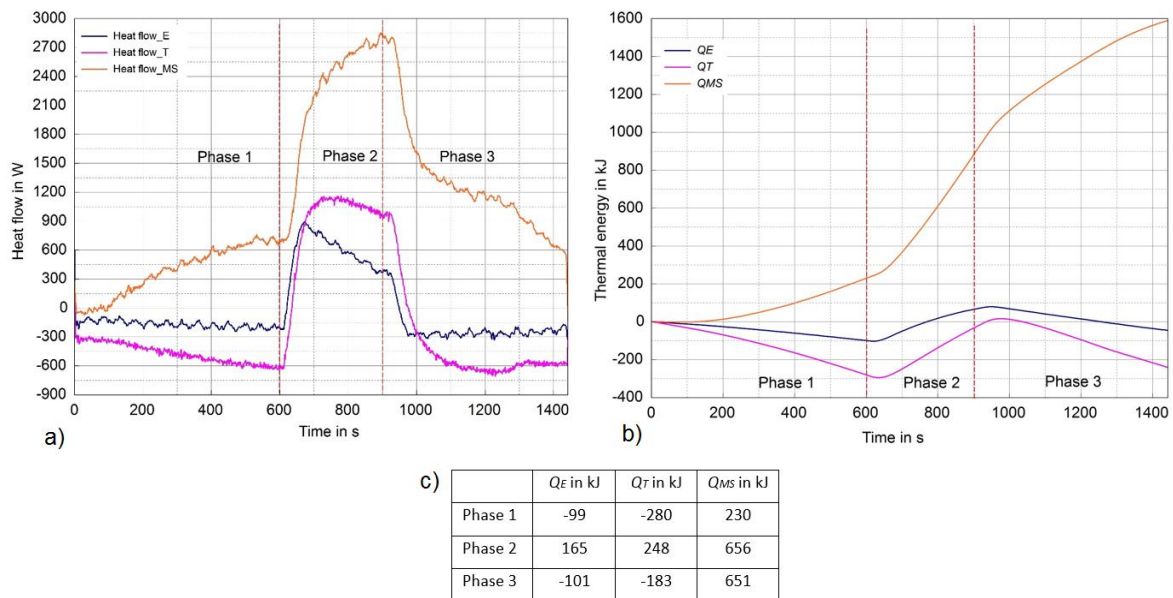 3000
2700
2400
2100
1800
1500
1200
900
600
300
0
-300
-600
-900
Heat flow in W
Heat flow_E
Heat flow_T
Heat flow_MS
Phase 1
Phase 2
Phase 3
0
200
400
600
800
1000
1200
1400
Time in s
a)
1600
1400
1200
1000
800
600
400
200
0
-200
-400
Thermal energy in kJ
QE
QT
QMS
Phase 1
Phase 2
Phase 3
0
200
400
600
800
1000
1200
1400
Time in s
b)
c)
QE in kJ QT in kJ QMS in kJ
Phase 1 -99 -280 230
Phase 2 165 248 656
Phase 3 -101 -183 651